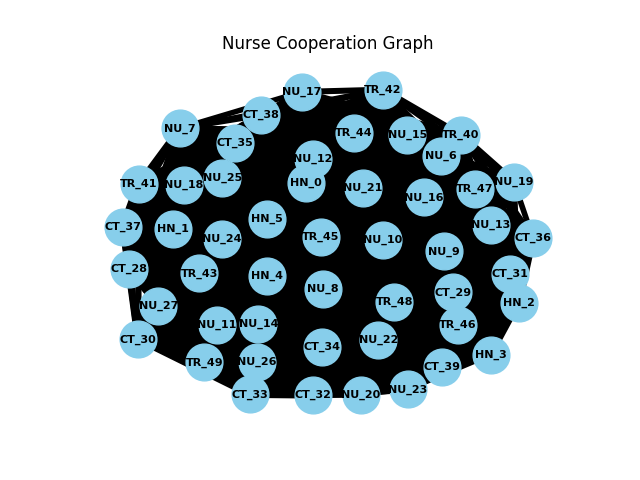 Nurse Cooperation Graph
TR_42
NU_17
CT_38
NU_7
TR_44
NU_15
TR_40
CT_35
NU_6
NU_12
NU_25
TR_41
NU_18
HN_0
NU_21
NU_19
TR_47
NU_16
HN_5
NU_13
CT_37
HN_1
NU_24
TR_45
NU_10
CT_36
NU_9
CT_28
TR_43
HN_4
CT_31
NU_8
CT_29
NU_27
TR_48
HN_2
NU_11
NU_14
TR_46
CT_30
NU_22
CT_34
HN_3
TR_49
NU_26
CT_39
NU_23
CT_33
CT_32
NU_20